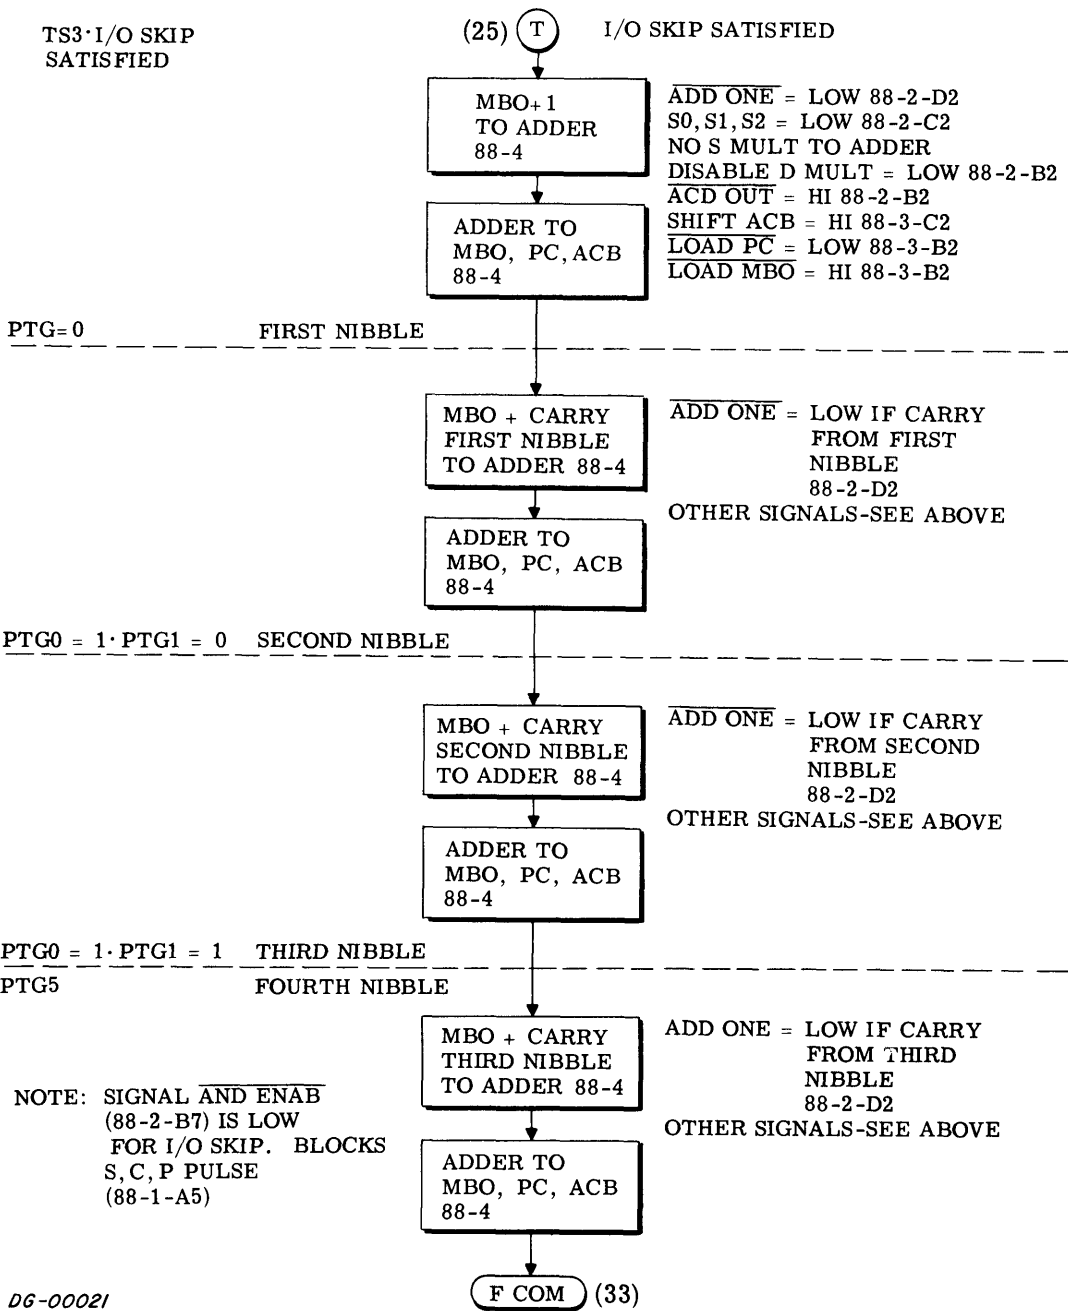 TS3·I/O SKIP
SATISFIED
(25) T I/O SKIP SATISFIED
MBO+1
TO ADDER
88-4
ADD ONE = LOW 88-2-D2
S0, S1, S2 = LOW 88-2-C2
NO S MULT TO ADDER
DISABLE D MULT = LOW 88-2-B2
ACD OUT = HI 88-2-B2
SHIFT ACB = HI 88-3-C2
LOAD PC = LOW 88-3-B2
LOAD MBO = HI 88-3-B2
ADDER TO
MBO, PC, ACB
88-4
PTG=0 FIRST NIBBLE
MBO + CARRY
FIRST NIBBLE
TO ADDER 88-4
ADD ONE = LOW IF CARRY
FROM FIRST
NIBBLE
88-2-D2
OTHER SIGNALS-SEE ABOVE
ADDER TO
MBO, PC, ACB
88-4
PTG0 = 1·PTG1 = 0 SECOND NIBBLE
MBO + CARRY
SECOND NIBBLE
TO ADDER 88-4
ADD ONE = LOW IF CARRY
FROM SECOND
NIBBLE
88-2-D2
OTHER SIGNALS-SEE ABOVE
ADDER TO
MBO, PC, ACB
88-4
PTG0 = 1·PTG1 = 1 THIRD NIBBLE
PTG5 FOURTH NIBBLE
MBO + CARRY
THIRD NIBBLE
TO ADDER 88-4
ADD ONE = LOW IF CARRY
FROM THIRD
NIBBLE
88-2-D2
OTHER SIGNALS-SEE ABOVE
NOTE: SIGNAL AND ENAB
(88-2-B7) IS LOW
FOR I/O SKIP. BLOCKS
S, C, P PULSE
(88-1-A5)
ADDER TO
MBO, PC, ACB
88-4
F COM (33)
DG-00021